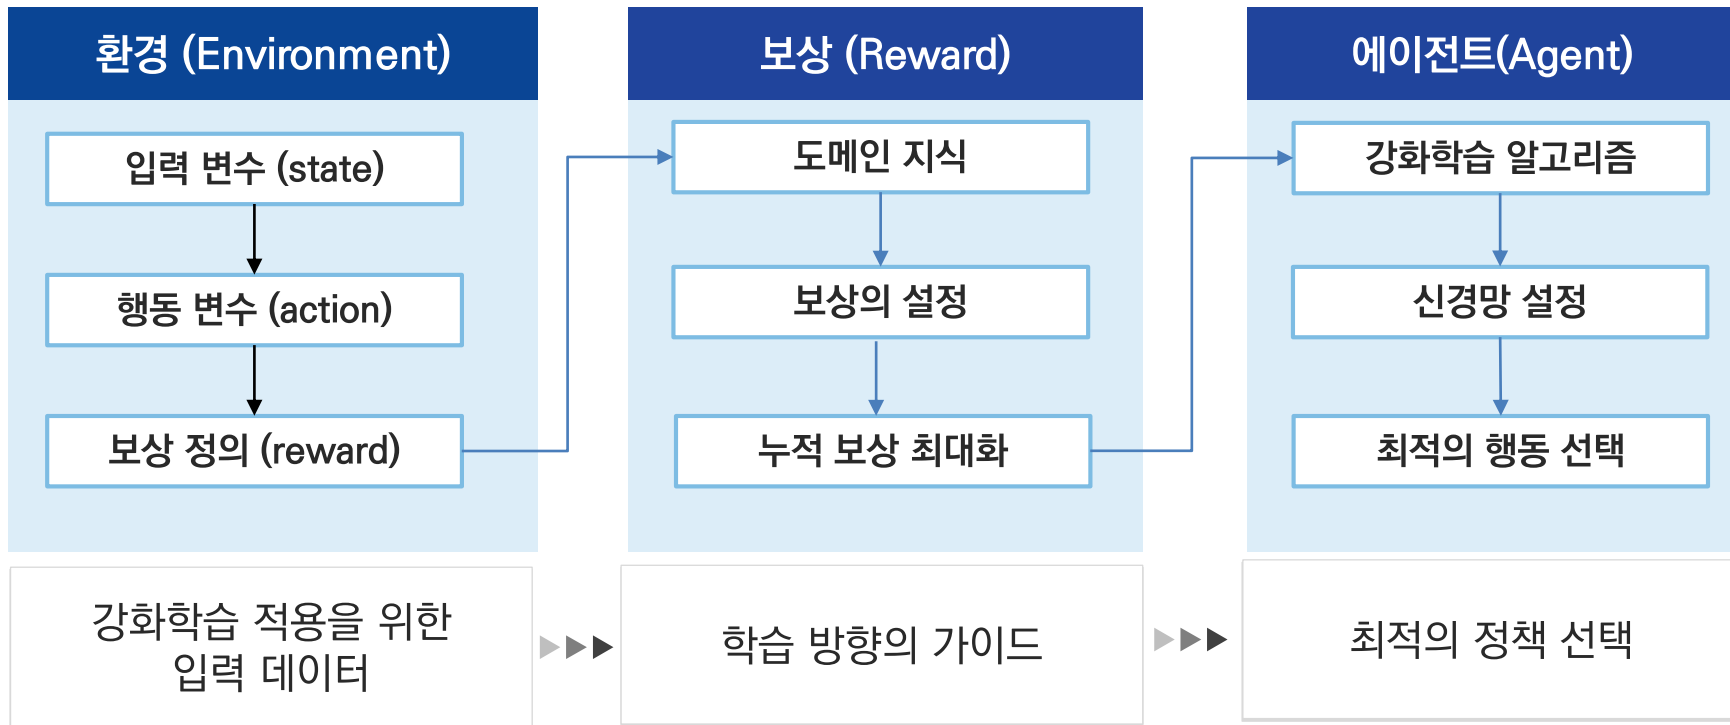 환경 (Environment)
입력 변수 (state)
행동 변수 (action)
보상 정의 (reward)
강화학습 적용을 위한
입력 데이터
보상 (Reward)
도메인 지식
보상의 설정
누적 보상 최대화
학습 방향의 가이드
에이전트(Agent)
강화학습 알고리즘
신경망 설정
최적의 행동 선택
최적의 정책 선택